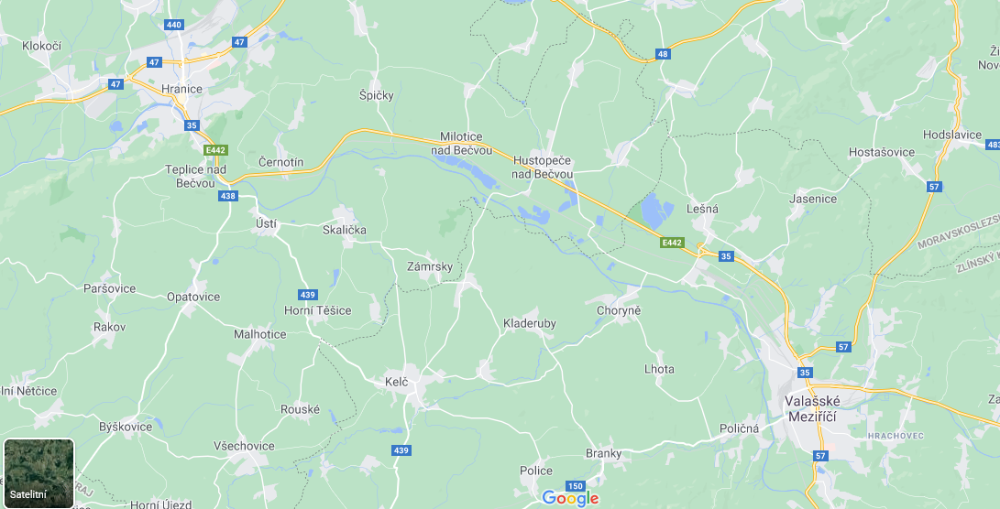 440
Klokočí
47
48
47
Ži
Nov
47
Hranice
Špičky
35
Milotice
nad Bečvou
Hodslavice
483
E442
Hostašovice
Černotín
Hustopeče
nad Bečvou
Teplice nad
Bečvou
57
438
Jasenice
Lešná
Ústí
Skalička
MORAVSKOSLEZSK
E442
35
ZLÍNSKÝ K
Zámrsky
Paršovice
439
Opatovice
Horní Těšice
Choryně
Rakov
Kladeruby
Malhotice
57
Lhota
35
Kelč
lní Nětčice
Za
Valašské
Meziříčí
Rouské
Býškovice
Poličná
HRACHOVEC
Všechovice
439
Branky
57
Police
RAJ
150
Satelitní
Google
Horní Újezd